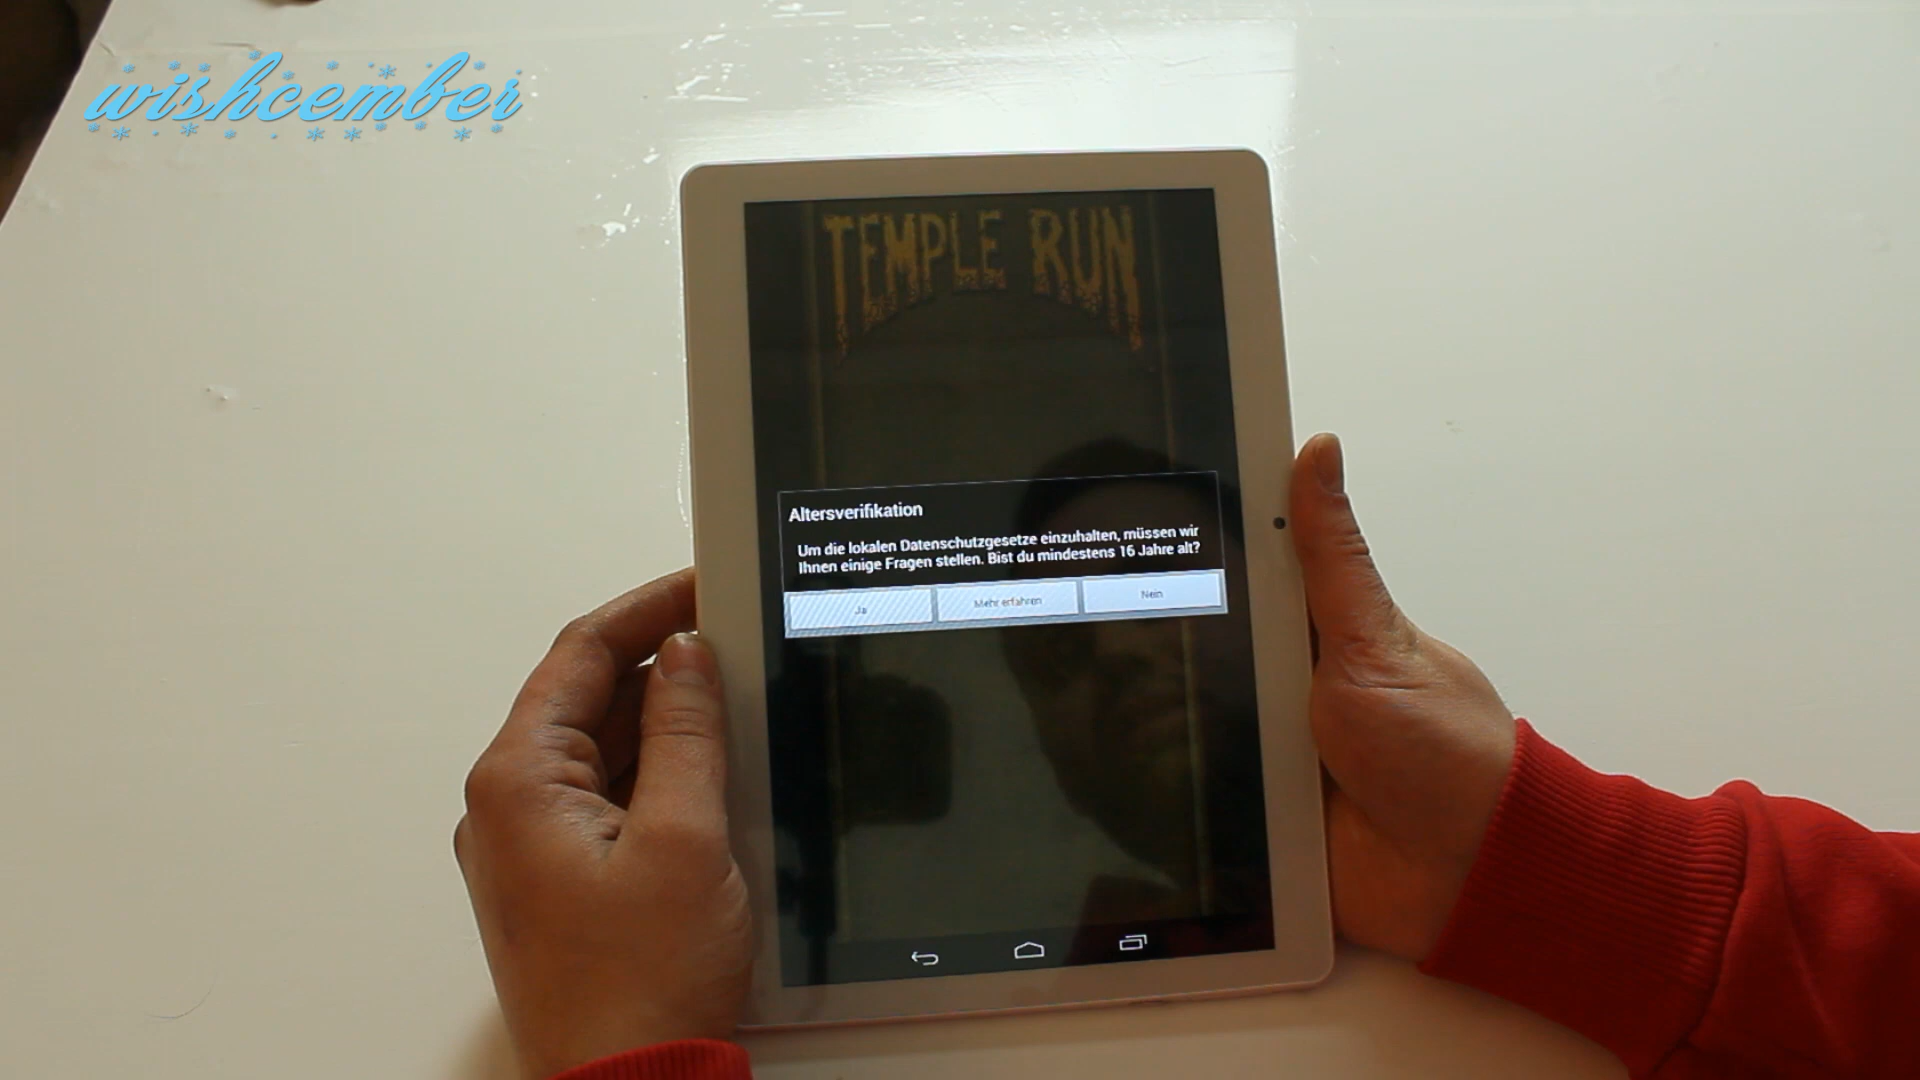 wishcember
TEMPLE RUN
Altersverifikation
Um die lokalen Datenschutzgesetze einzuhalten, müssen wir
Ihnen einige Fragen stellen. Bist du mindestens 16 Jahre alt?
Ja
Mehr erfahren
Nein